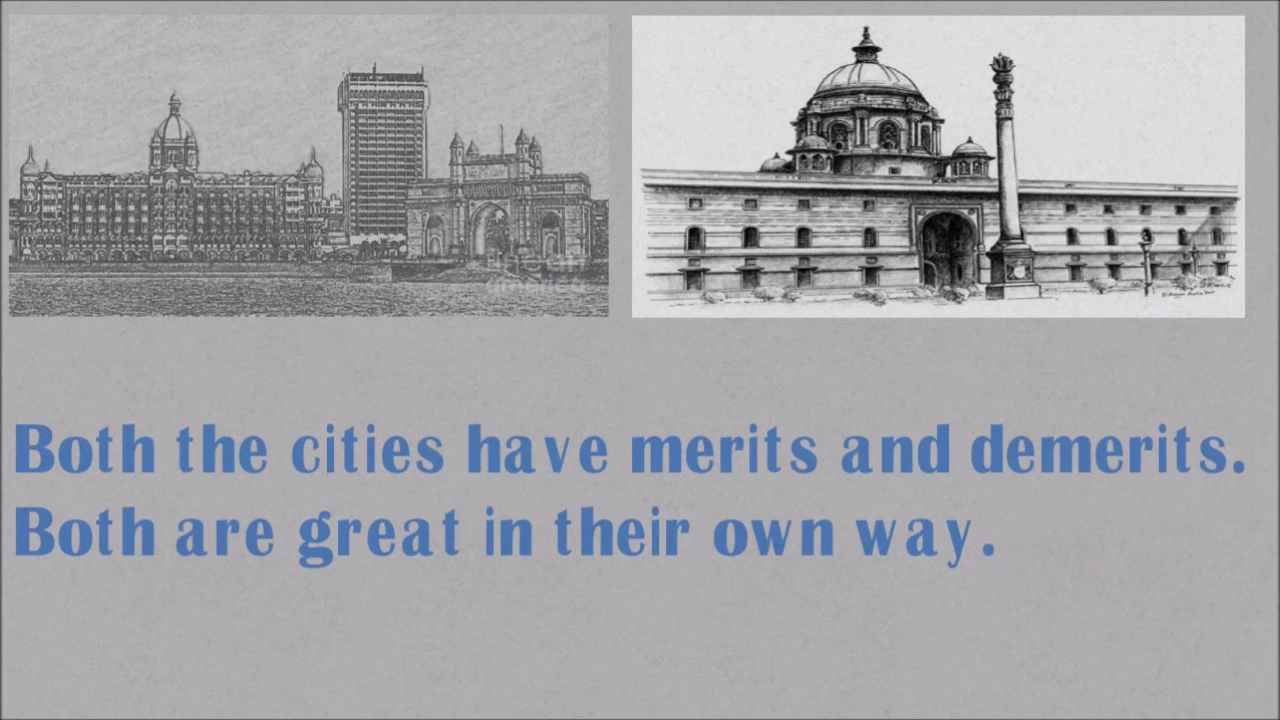 Both the cities have merits and demerits.
Both are great in their own way.